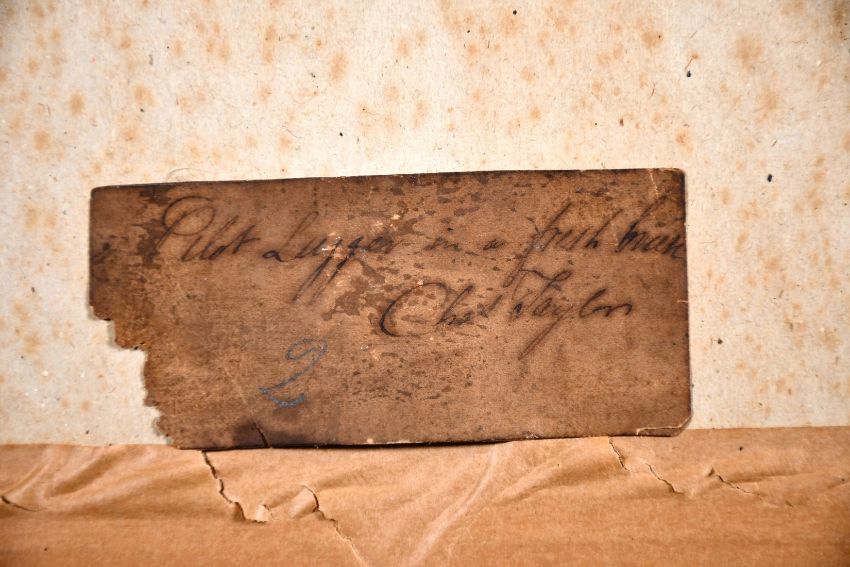 Pilot Lugger in a fresh breeze
Chas Taylor
2